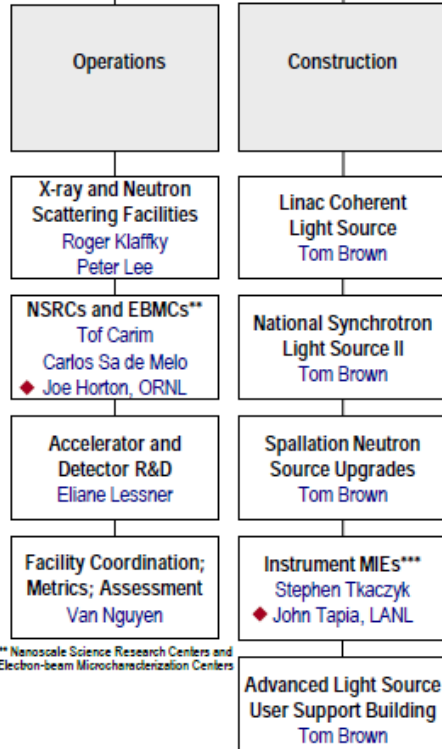 Operations
X-ray and Neutron
Scattering Facilities
Roger Klaffky
Peter Lee
NSRCs and EBMCs**
Tof Carim
Carlos Sa de Melo
Joe Horton, ORNL
Accelerator and
Detector R&D
Eliane Lessner
Facility Coordination;
Metrics; Assessment
Van Nguyen
** Nanoscale Science Research Centers and
Electron-beam Microcharacterization Centers
Construction
Linac Coherent
Light Source
Tom Brown
National Synchrotron
Light Source II
Tom Brown
Spallation Neutron
Source Upgrades
Tom Brown
Instrument MIEs***
Stephen Tkaczyk
John Tapia, LANL
Advanced Light Source
User Support Building
Tom Brown